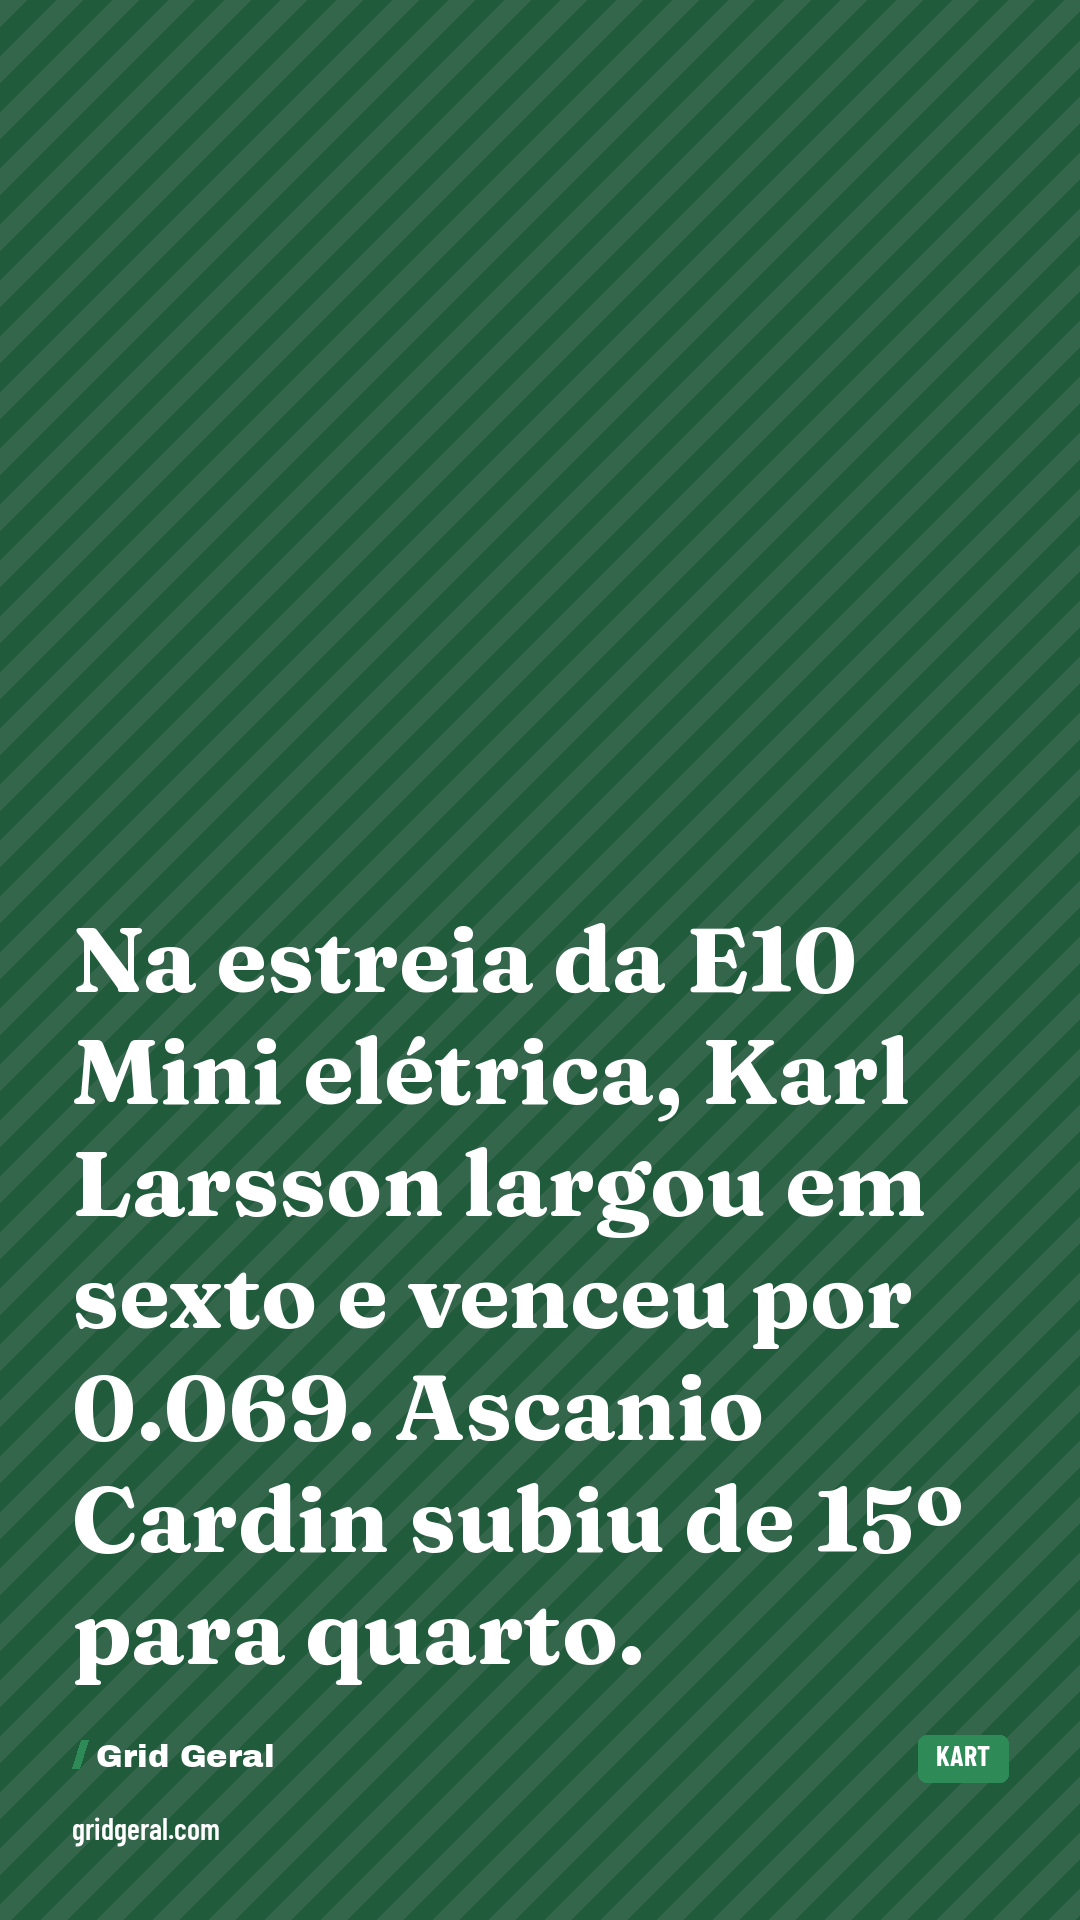 Na estreia da E10
Mini elétrica, Karl
Larsson largou em
sexto e venceu por
0.069. Ascanio
Cardin subiu de 15º
para quarto.
/ Grid Geral
KART
gridgeral.com